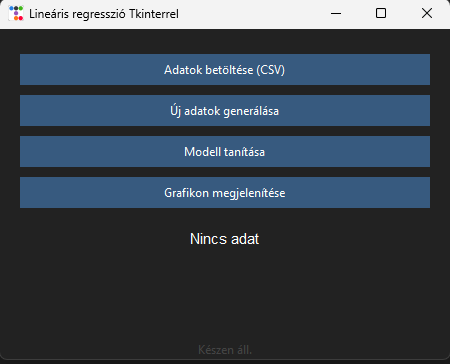 Lineáris regresszió Tkinterrel
Adatok betöltése (CSV)
Új adatok generálása
Modell tanítása
Grafikon megjelenítése
Nincs adat
Készen áll.